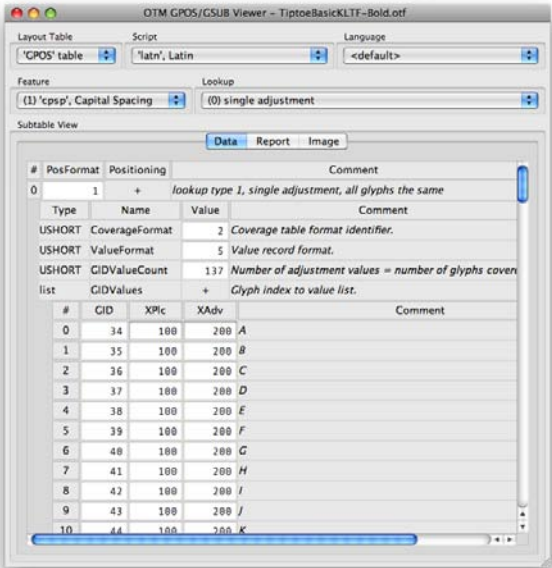 OTM GPOS/GSUB Viewer – TiptoeBasicKLTF-Bold.otf
Layout Table Script Language
'GPOS' table 'latn', Latin <default>
Feature Lookup
(1) 'cpsp', Capital Spacing (0) single adjustment
Subtable View
Data Report Image
# PosFormat Positioning Comment
0 1 + lookup type 1, single adjustment, all glyphs the same
Type Name Value Comment
USHORT CoverageFormat 2 Coverage table format identifier.
USHORT ValueFormat 5 Value record format.
USHORT GIDValueCount 137 Number of adjustment values = number of glyphs covere
list GIDValues + Glyph index to value list.
# GID XPlc XAdv Comment
0 34 100 200 A
1 35 100 200 B
2 36 100 200 C
3 37 100 200 D
4 38 100 200 E
5 39 100 200 F
6 40 100 200 G
7 41 100 200 H
8 42 100 200 I
9 43 100 200 J
10 44 100 200 K